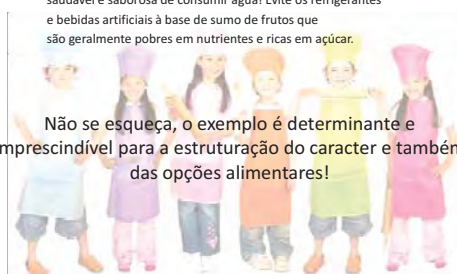 saudável e saborosa de consumir água! Evite os refrigerantes
e bebidas artificiais à base de sumo de frutos que
são geralmente pobres em nutrientes e ricas em açúcar.
Não se esqueça, o exemplo é determinante e
imprescindível para a estruturação do caracter e também
das opções alimentares!